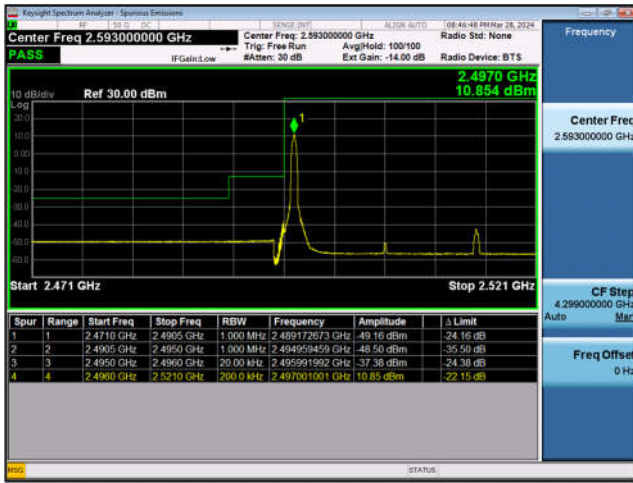 Keysight Spectrum Analyzer - Spurious Emissions
RF 50 Ω DC SENSE:INT ALIGN AUTO 08:46:48 PM Mar 28, 2024
Center Freq 2.593000000 GHz Center Freq: 2.593000000 GHz Radio Std: None Frequency
Trig: Free Run Avg|Hold: 100/100
PASS IFGain:Low #Atten: 30 dB Ext Gain: -14.00 dB Radio Device: BTS
2.4970 GHz
10 dB/div Ref 30.00 dBm 10.854 dBm
Log
20.0
10.0
0.00
-10.0
-20.0
-30.0
-40.0
-50.0
-60.0
1
Start 2.471 GHz Stop 2.521 GHz
Center Freq
2.593000000 GHz
CF Step
4.299000000 GHz
Auto Man
Freq Offset
0 Hz
Spur Range Start Freq Stop Freq RBW Frequency Amplitude Δ Limit
1 1 2.4710 GHz 2.4905 GHz 1.000 MHz 2.489172673 GHz -49.16 dBm -24.16 dB
2 2 2.4905 GHz 2.4950 GHz 1.000 MHz 2.494959459 GHz -48.50 dBm -35.50 dB
3 3 2.4950 GHz 2.4960 GHz 20.00 kHz 2.495991992 GHz -37.38 dBm -24.38 dB
4 4 2.4960 GHz 2.5210 GHz 200.0 kHz 2.497001001 GHz 10.85 dBm -22.15 dB
MSG STATUS